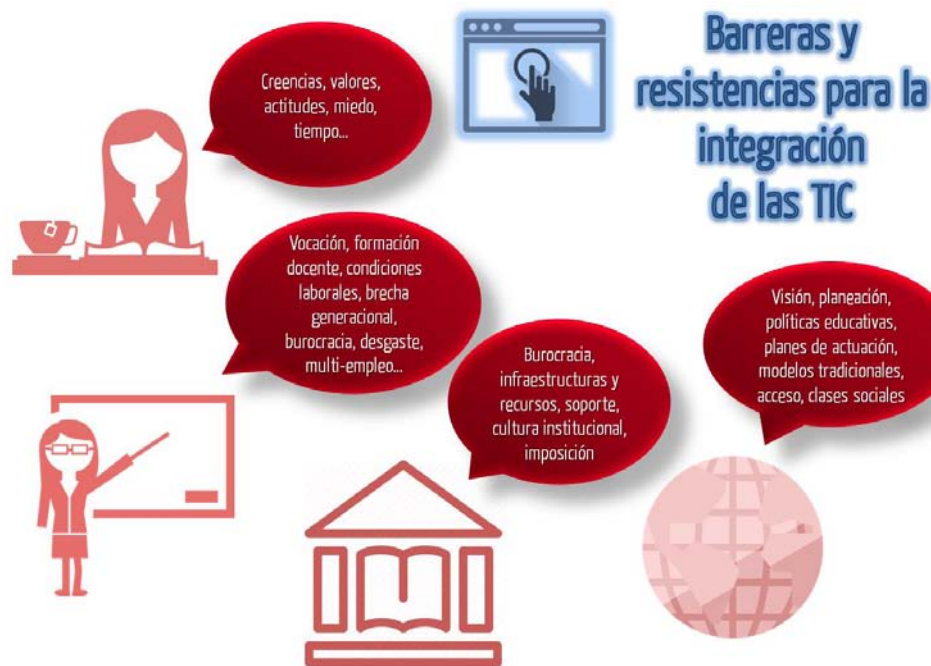 Barreras y
resistencias para la
integración
de las TIC
Creencias, valores,
actitudes, miedo,
tiempo...
Vocación, formación
docente, condiciones
laborales, brecha
generacional,
burocracia, desgaste,
multi-empleo...
Burocracia,
infraestructuras y
recursos, soporte,
cultura institucional,
imposición
Visión, planeación,
políticas educativas,
planes de actuación,
modelos tradicionales,
acceso, clases sociales